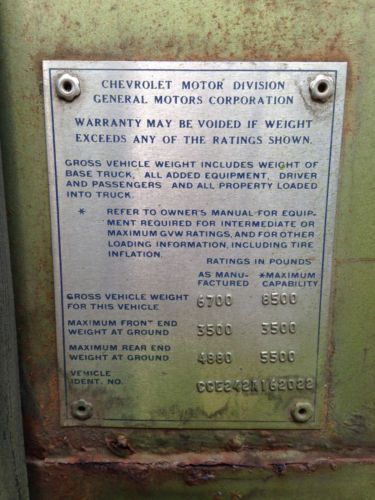 CHEVROLET MOTOR DIVISION
GENERAL MOTORS CORPORATION
WARRANTY MAY BE VOIDED IF WEIGHT
EXCEEDS ANY OF THE RATINGS SHOWN.
GROSS VEHICLE WEIGHT INCLUDES WEIGHT OF
BASE TRUCK, ALL ADDED EQUIPMENT, DRIVER
AND PASSENGERS AND ALL PROPERTY LOADED
INTO TRUCK.
* REFER TO OWNER'S MANUAL FOR EQUIP-
MENT REQUIRED FOR INTERMEDIATE OR
MAXIMUM GVW RATINGS, AND FOR OTHER
LOADING INFORMATION, INCLUDING TIRE
INFLATION.
RATINGS IN POUNDS
AS MANU- *MAXIMUM
FACTURED CAPABILITY
GROSS VEHICLE WEIGHT
FOR THIS VEHICLE 6700 8500
MAXIMUM FRONT END
WEIGHT AT GROUND 3500 3500
MAXIMUM REAR END
WEIGHT AT GROUND 4880 5500
VEHICLE
IDENT. NO.